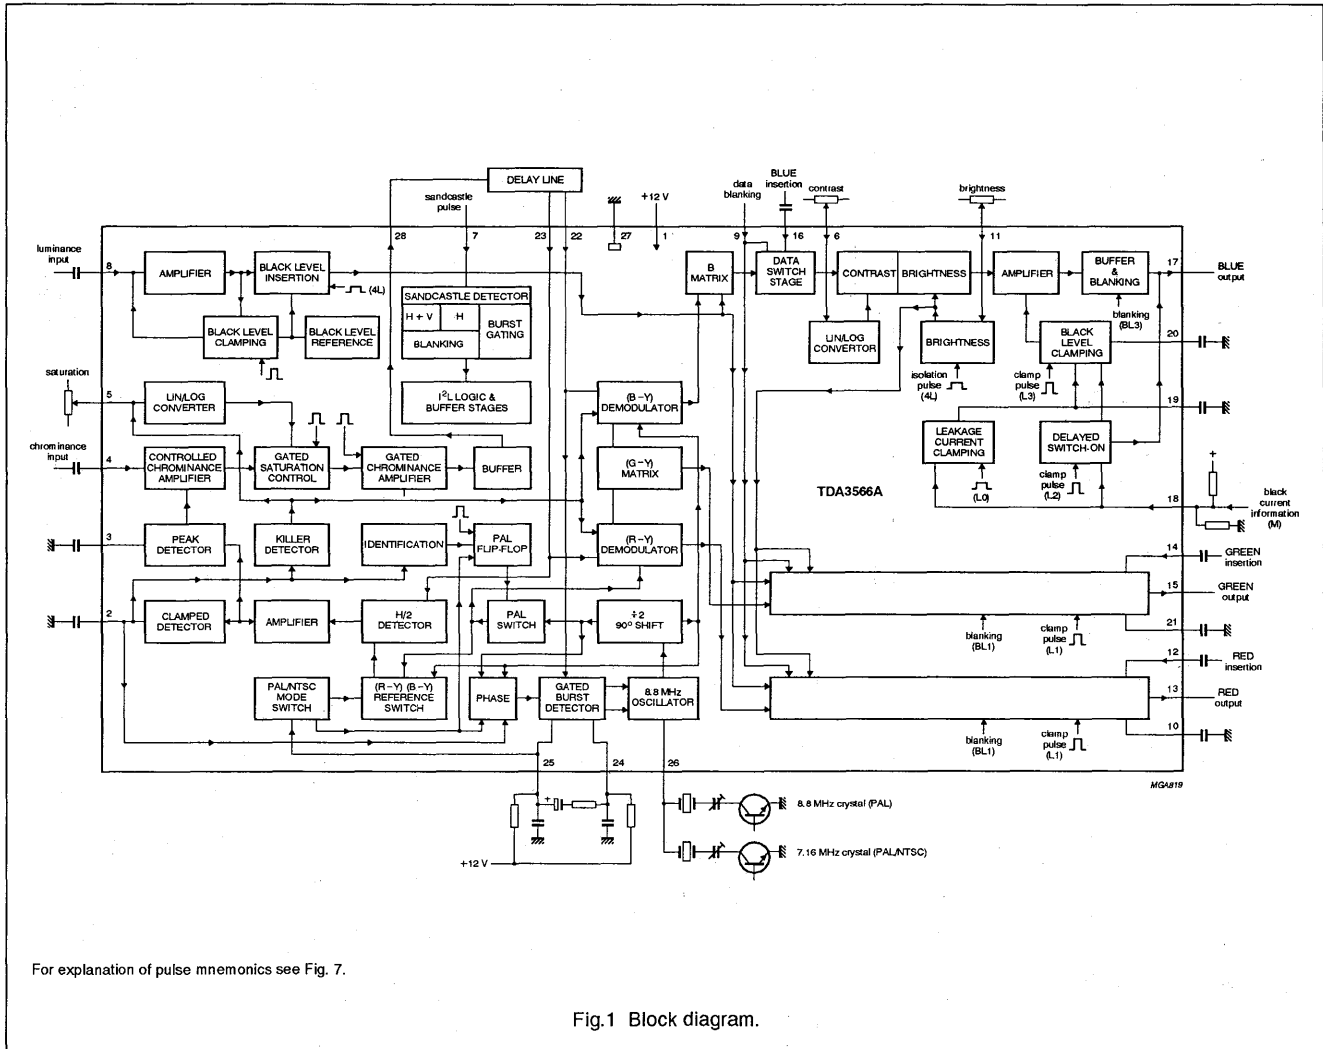 DELAY LINE
sandcastle
pulse
+12 V
data
blanking
BLUE
insertion
contrast
brightness
28
7
23
22
27
1
9
16
6
11
luminance
input
8
AMPLIFIER
BLACK LEVEL
INSERTION
(4L)
BLACK LEVEL
CLAMPING
BLACK LEVEL
REFERENCE
SANDCASTLE DETECTOR
H + V
H
BURST
GATING
BLANKING
I²L LOGIC &
BUFFER STAGES
B
MATRIX
DATA
SWITCH
STAGE
CONTRAST
BRIGHTNESS
AMPLIFIER
BUFFER
&
BLANKING
17
BLUE
output
blanking
(BL3)
LIN/LOG
CONVERTOR
BRIGHTNESS
isolation
pulse
(4L)
BLACK
LEVEL
CLAMPING
20
clamp
pulse
(L3)
19
saturation
5
LIN/LOG
CONVERTER
chrominance
input
4
CONTROLLED
CHROMINANCE
AMPLIFIER
GATED
SATURATION
CONTROL
GATED
CHROMINANCE
AMPLIFIER
BUFFER
(B-Y)
DEMODULATOR
(G-Y)
MATRIX
(R-Y)
DEMODULATOR
LEAKAGE
CURRENT
CLAMPING
(L0)
DELAYED
SWITCH-ON
clamp
pulse
(L2)
TDA3566A
+
18
black
current
information
(M)
3
PEAK
DETECTOR
KILLER
DETECTOR
IDENTIFICATION
PAL
FLIP-FLOP
14
GREEN
insertion
15
GREEN
output
2
CLAMPED
DETECTOR
AMPLIFIER
H/2
DETECTOR
PAL
SWITCH
÷2
90° SHIFT
blanking
(BL1)
clamp
pulse
(L1)
21
12
RED
insertion
PAL/NTSC
MODE
SWITCH
(R-Y) (B-Y)
REFERENCE
SWITCH
PHASE
GATED
BURST
DETECTOR
8.8 MHz
OSCILLATOR
13
RED
output
blanking
(BL1)
clamp
pulse
(L1)
10
25
24
26
MGA819
+
+12 V
8.8 MHz crystal (PAL)
7.16 MHz crystal (PAL/NTSC)
For explanation of pulse mnemonics see Fig. 7.
Fig.1 Block diagram.